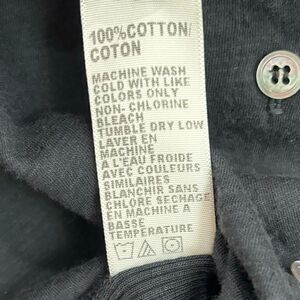 100% COTTON/
COTON
MACHINE WASH
COLD WITH LIKE
COLORS ONLY
NON- CHLORINE
BLEACH
TUMBLE DRY LOW
LAVER EN
MACHINE
A L'EAU FROIDE
AVEC COULEURS
SIMILAIRES
BLANCHIR SANS
CHLORE SECHAGE
EN MACHINE A
BASSE
TEMPERATURE